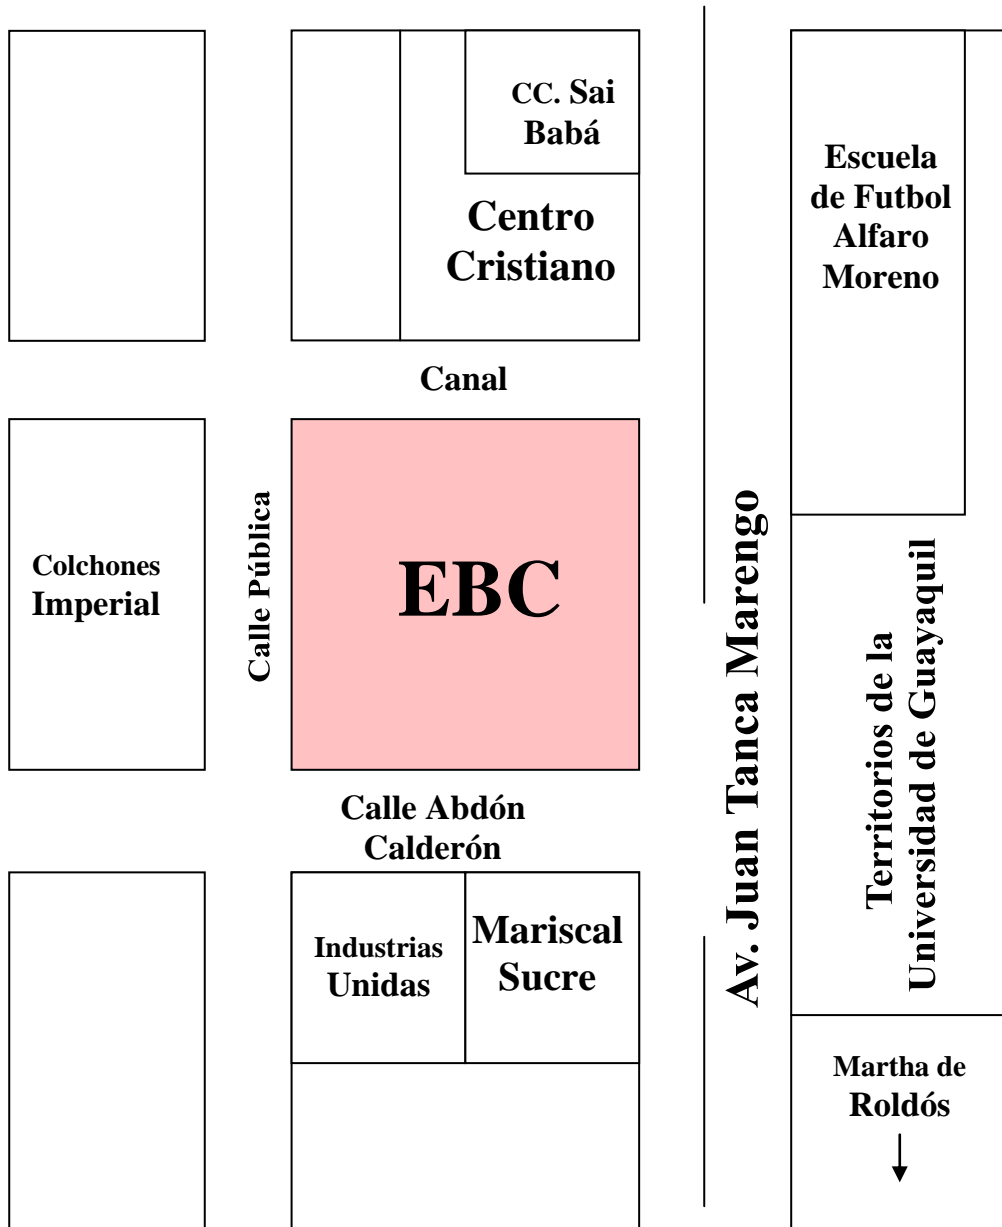 CC. Sai
Babá
Centro
Cristiano
Escuela
de Futbol
Alfaro
Moreno
Canal
Colchones
Imperial
Calle Pública
EBC
Av. Juan Tanca Marengo
Territorios de la
Universidad de Guayaquil
Calle Abdón
Calderón
Industrias
Unidas
Mariscal
Sucre
Martha de
Roldós